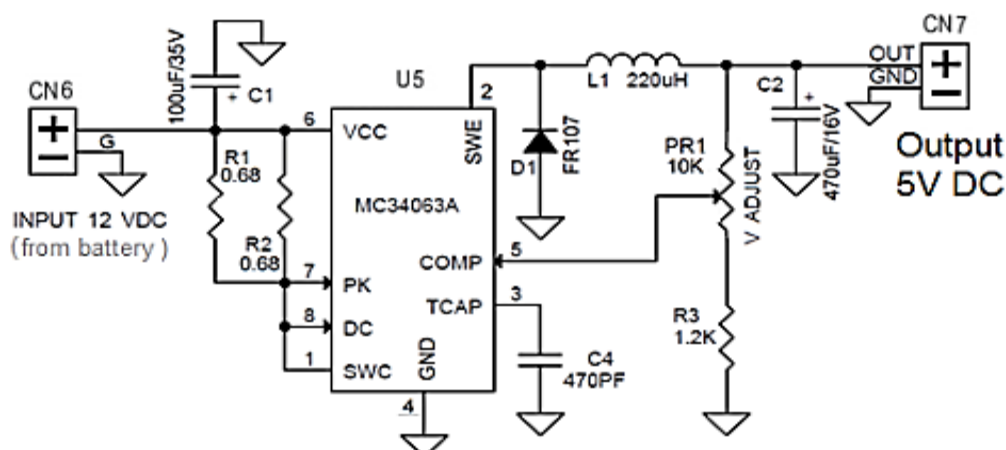 CN6
+
−
G
INPUT 12 VDC
(from battery )
100uF/35V
+ C1
R1
0.68
R2
0.68
U5
MC34063A
6 VCC
7 PK
8 DC
1 SWC
GND
4
2
SWE
COMP 5
TCAP 3
D1
FR107
L1 220uH
C4
470PF
PR1
10K
V ADJUST
R3
1.2K
C2 +
470uF/16V
OUT
GND
CN7
+
−
Output
5V DC